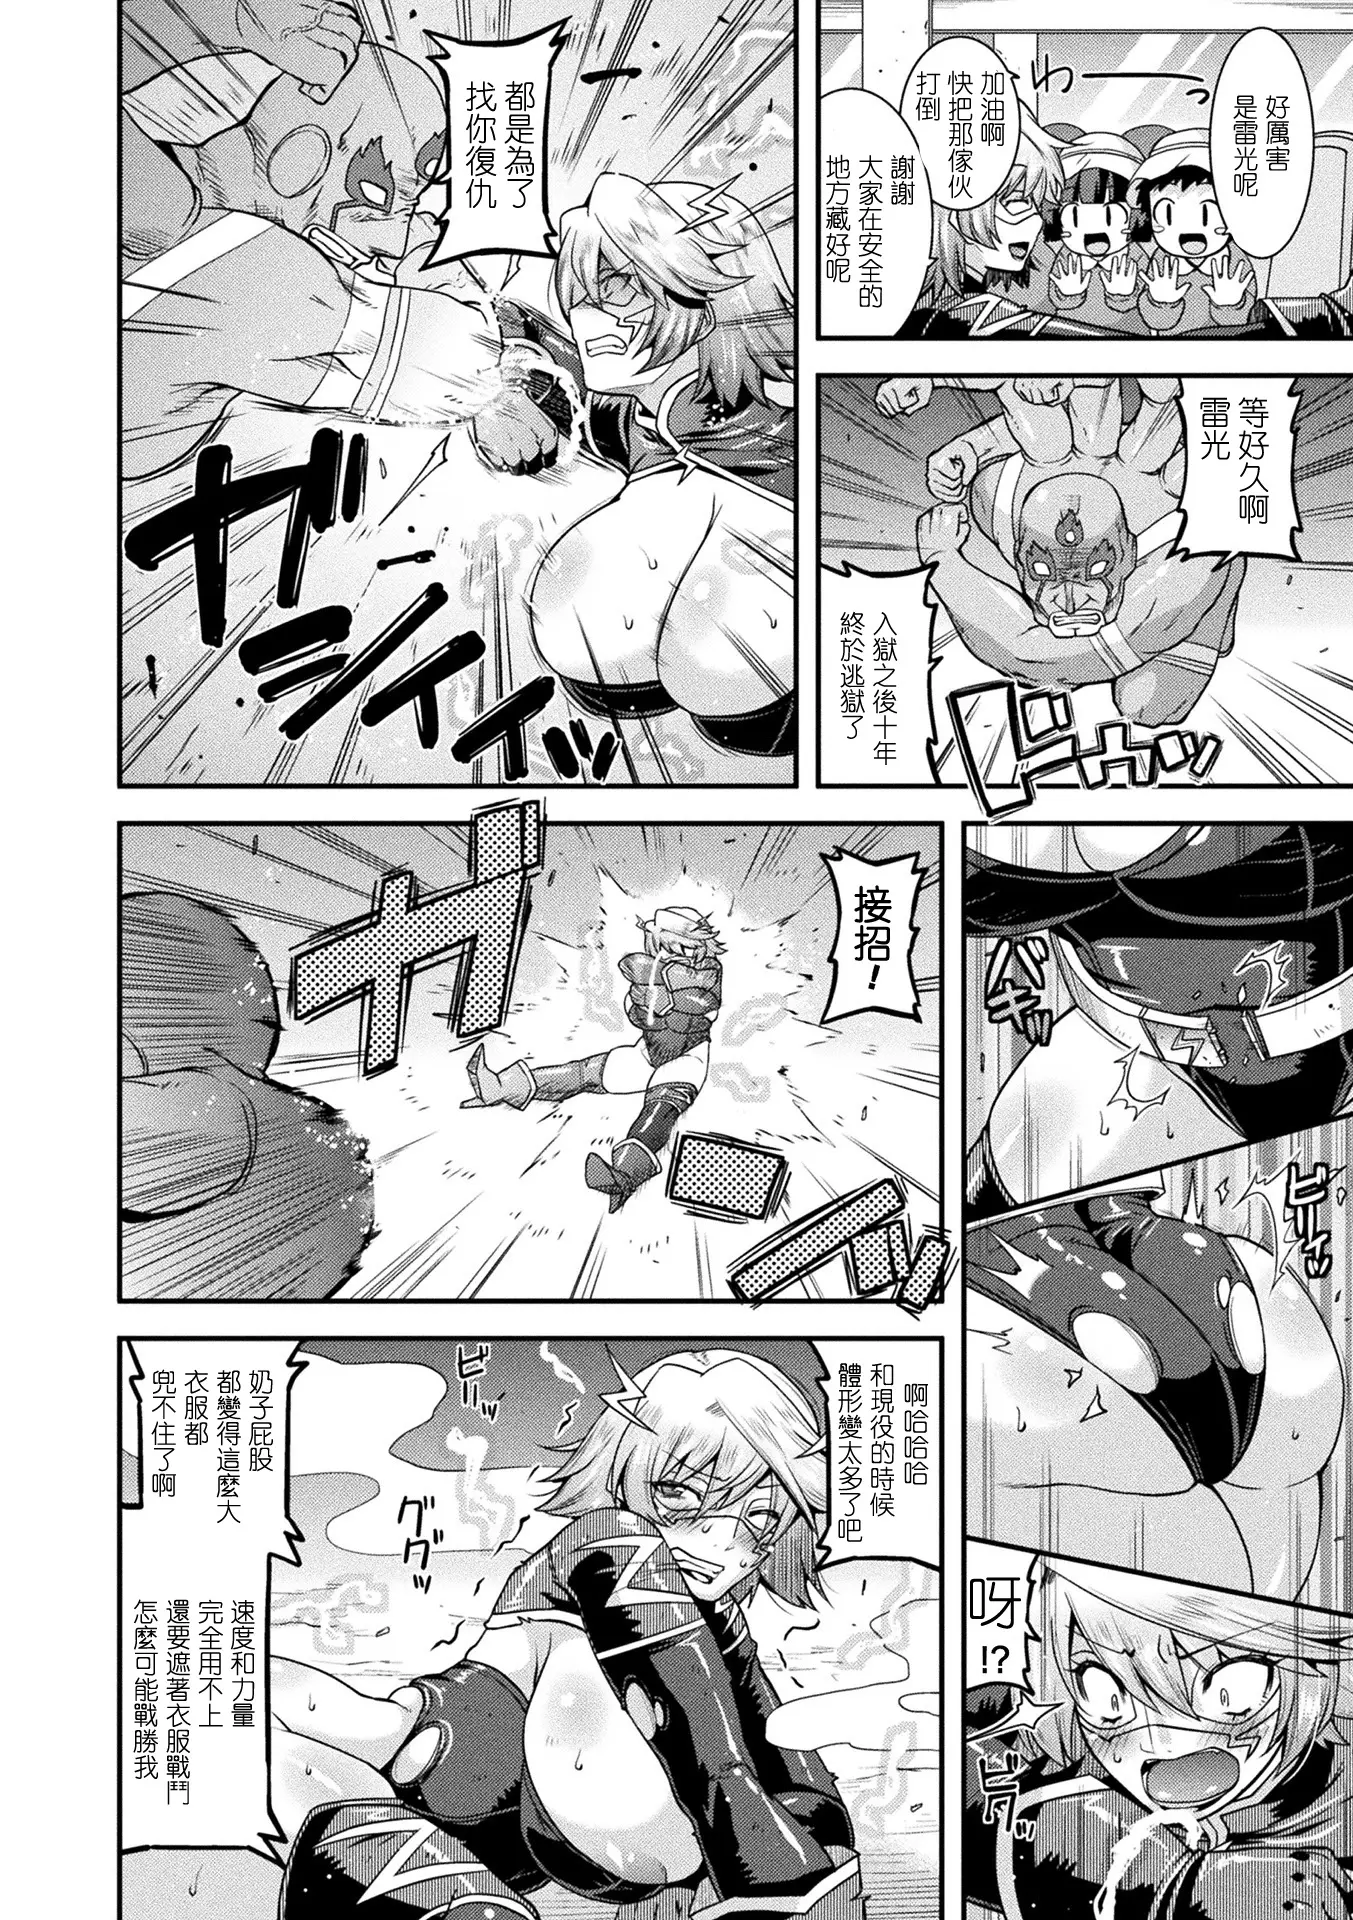 好厲害
是雷光呢
わーっ
加油啊
快把那傢伙
打倒
謝謝
大家在安全的
地方藏好呢
等好久啊
雷光
入獄之後十年
終於逃獄了
ドウッ
都是為了
找你復仇
ガシィィッ
バキッ
ビリィッ
呀!?
ビクッ
接招!
啊哈哈哈
和現役的時候
體形變太多了吧
奶子屁股
都變得這麼大
衣服都
兜不住了啊
速度和力量
完全用不上
還要遮著衣服戰鬥
怎麼可能戰勝我
ググッ